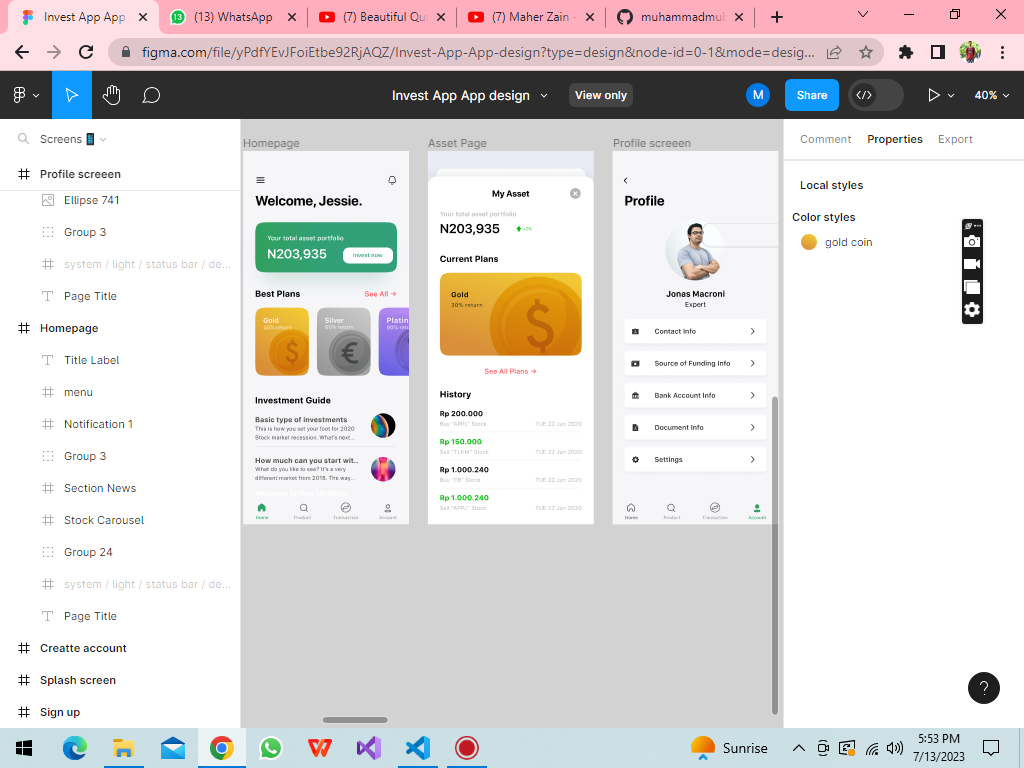 Invest App App
(13) WhatsApp
(7) Beautiful Qu
(7) Maher Zain -
muhammadmu
figma.com/file/yPdfYEvJFoiEtbe92RjAQZ/Invest-App-App-design?type=design&node-id=0-1&mode=desig...
Invest App App design
View only
M
Share
40%
Screens
Profile screeen
Ellipse 741
Group 3
system / light / status bar / de...
Page Title
Homepage
Title Label
menu
Notification 1
Group 3
Section News
Stock Carousel
Group 24
system / light / status bar / de...
Page Title
Creatte account
Splash screen
Sign up
Homepage
Welcome, Jessie.
Your total asset portfolio
N203,935
invest now
Best Plans
See All →
Gold
30% return
Silver
60% return
Platin
90% ret
Investment Guide
Basic type of investments
This is how you set your foot for 2020
Stock market recession. What's next...
How much can you start wit..
What do you like to see? It's a very
different market from 2018. The way...
Home
Product
Transaction
Account
Asset Page
My Asset
Your total asset portfolio
N203,935
Current Plans
Gold
30% return
See All Plans →
History
Rp 200.000
Buy "APPL" Stock
TUE 22 Jun 2020
Rp 150.000
Sell "TLKM" Stock
TUE 22 Jun 2020
Rp 1.000.240
Buy "FB" Stock
TUE 22 Jun 2020
Rp 1.000.240
Sell "APPL" Stock
TUE 22 Jun 2020
Profile screeen
Profile
Jonas Macroni
Expert
Contact Info
Source of Funding Info
Bank Account Info
Document Info
Settings
Home
Product
Transaction
Account
Comment
Properties
Export
Local styles
Color styles
gold coin
?
Sunrise
5:53 PM
7/13/2023